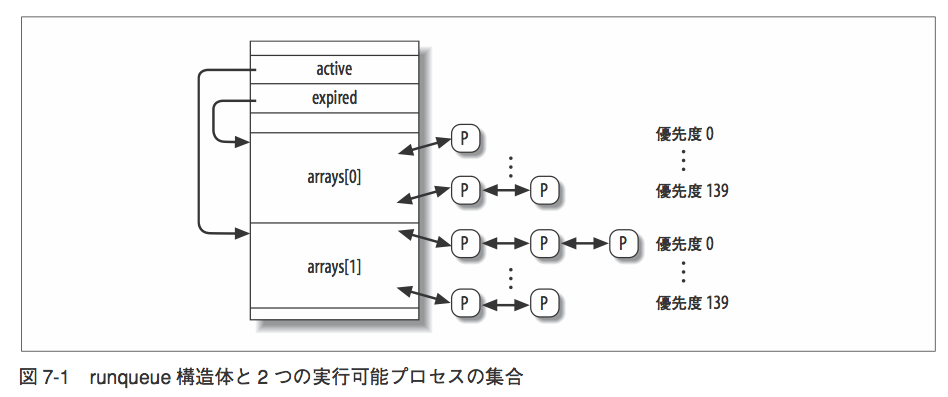 active
expired
P
優先度 0
arrays[0]
P P
優先度 139
P P P
優先度 0
arrays[1]
P P
優先度 139
図 7-1 runqueue 構造体と 2 つの実行可能プロセスの集合